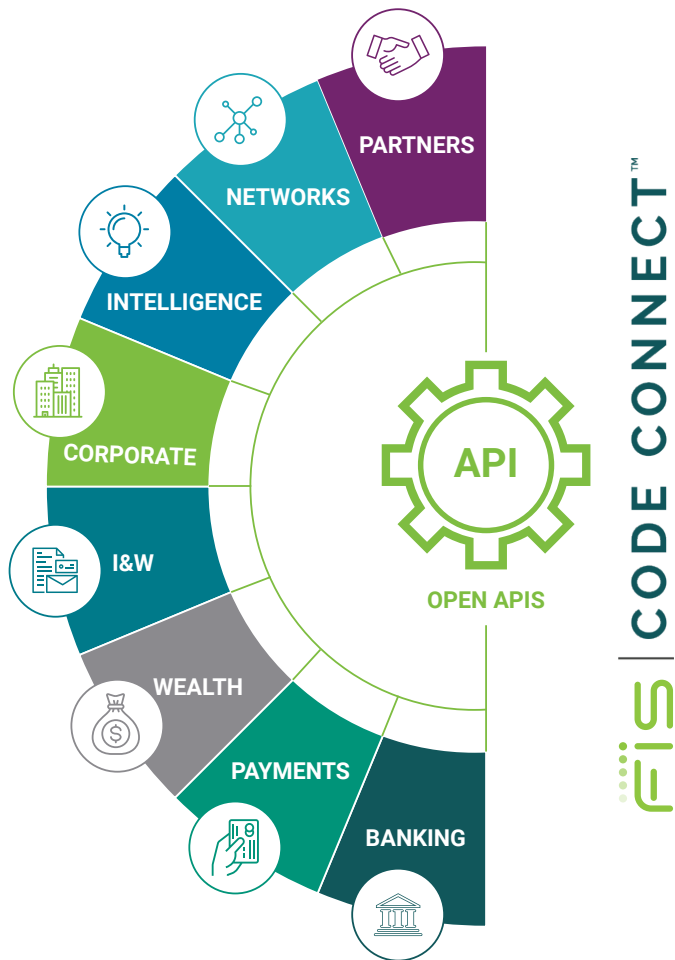 PARTNERS
NETWORKS
INTELLIGENCE
CORPORATE
I&W
WEALTH
PAYMENTS
BANKING
API
OPEN APIS
$
fis | CODE CONNECT™